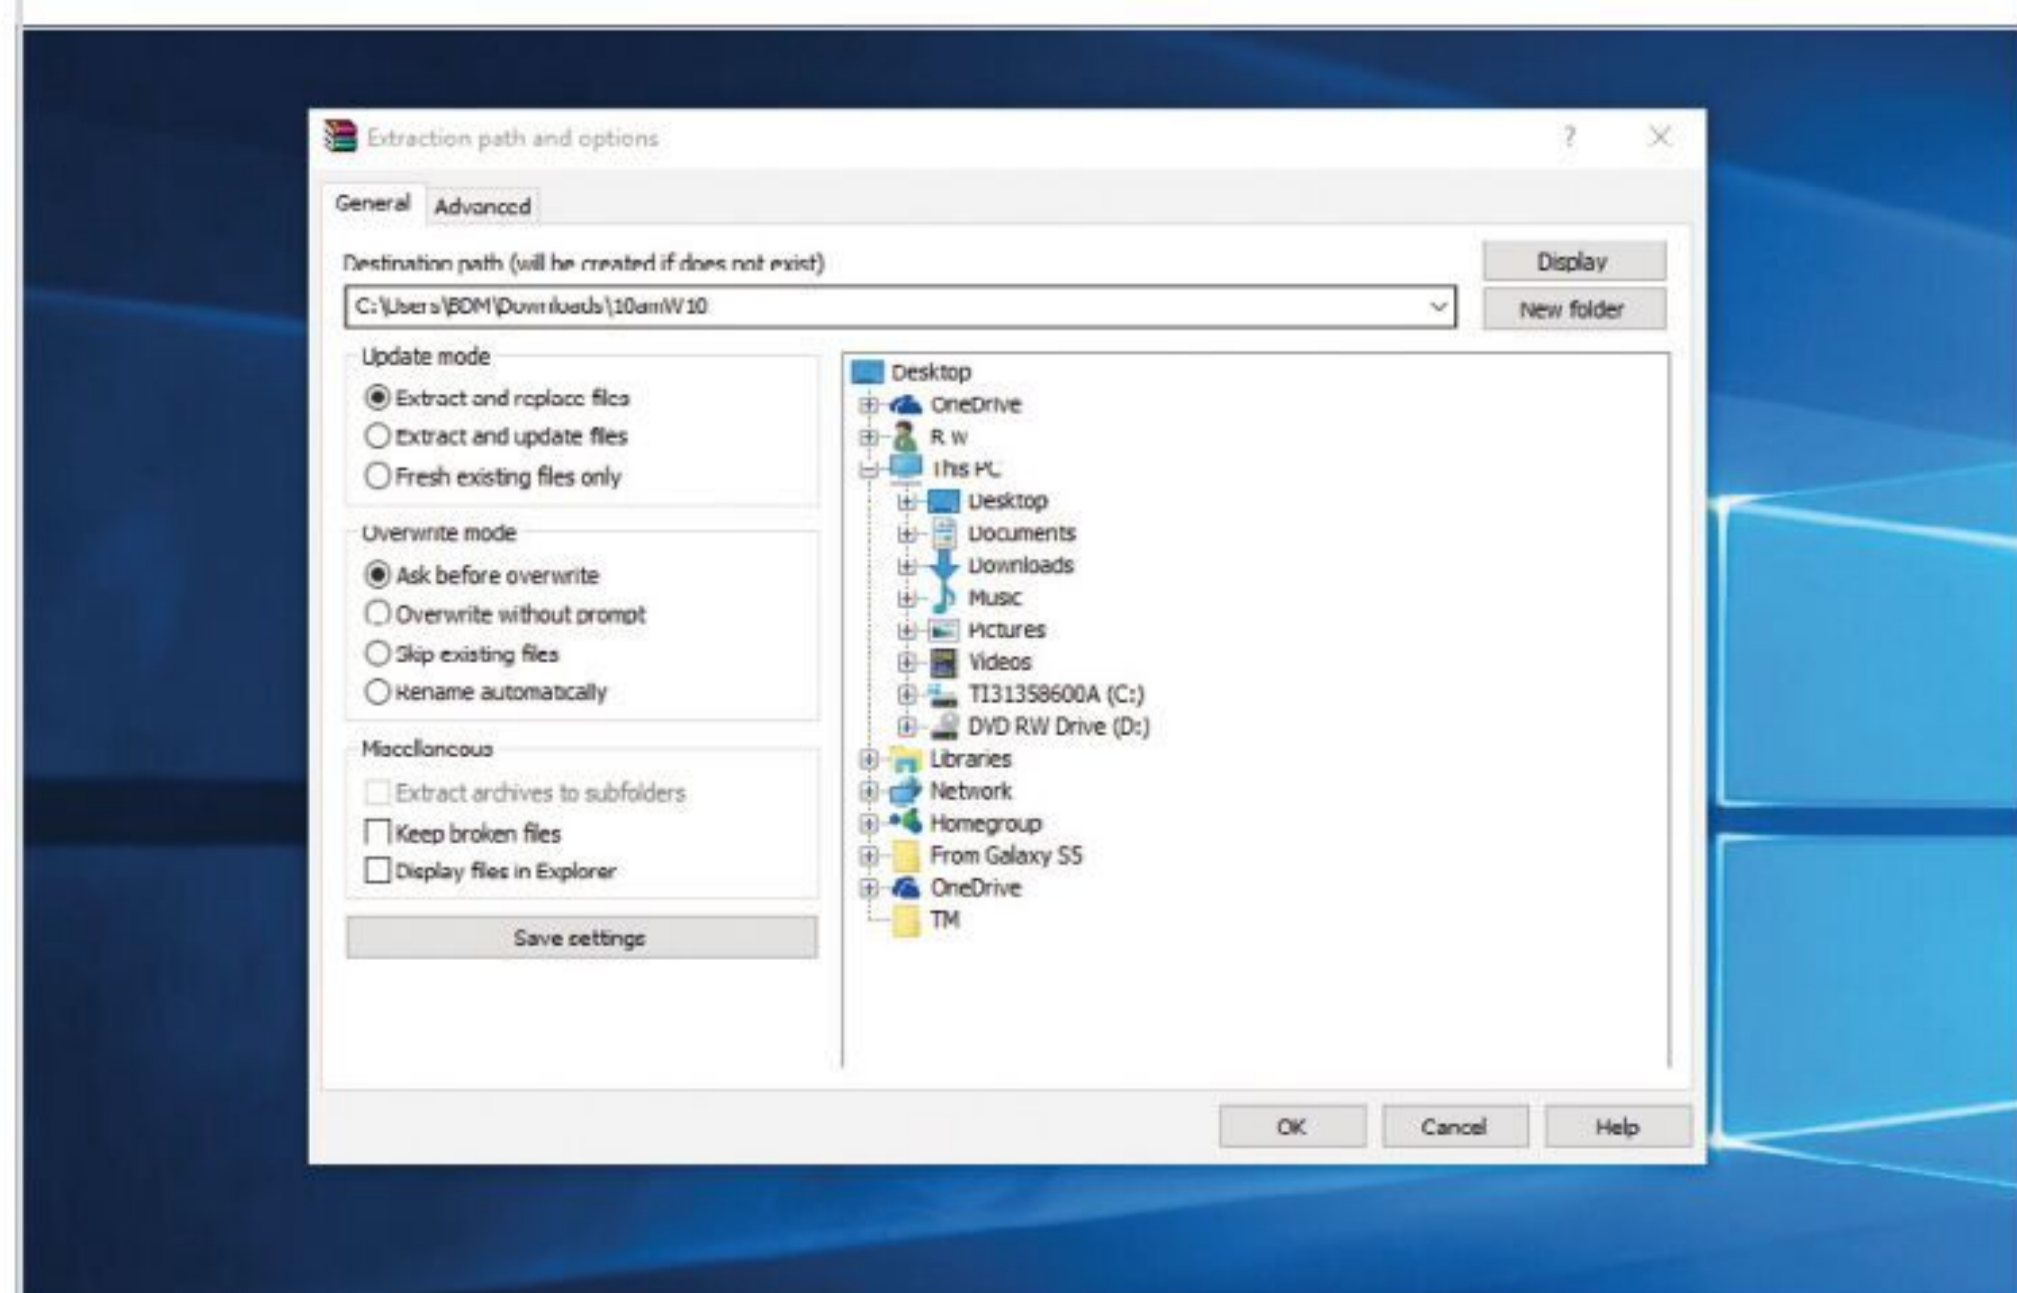 Extraction path and options
General
Advanced
Destination path (will be created if does not exist)
Display
C:\Users\BDM\Downloads\10amW10
New folder
Update mode
Extract and replace files
Extract and update files
Fresh existing files only
Overwrite mode
Ask before overwrite
Overwrite without prompt
Skip existing files
Rename automatically
Miscellaneous
Extract archives to subfolders
Keep broken files
Display files in Explorer
Save settings
Desktop
OneDrive
R w
This PC
Desktop
Documents
Downloads
Music
Pictures
Videos
TI31358600A (C:)
DVD RW Drive (D:)
Libraries
Network
Homegroup
From Galaxy S5
OneDrive
TM
OK
Cancel
Help